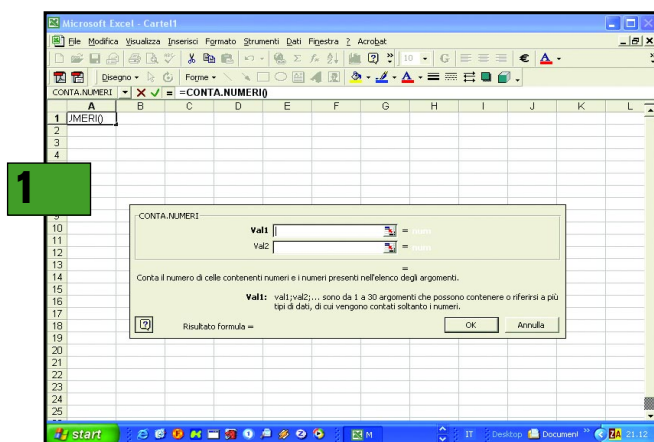 Microsoft Excel - Cartel1
File Modifica Visualizza Inserisci Formato Strumenti Dati Finestra ? Acrobat
10 G €  A
Disegno Forme
CONTA.NUMERI = =CONTA.NUMERI()
A B C D E F G H I J K L
1 JMERI()
2
3
4
1
9
10
11
12
13
14
15
16
17
18
19
20
21
22
23
24
25
CONTA.NUMERI
Val1 =
Val2 =
=
Conta il numero di celle contenenti numeri e i numeri presenti nell'elenco degli argomenti.
Val1: val1;val2;... sono da 1 a 30 argomenti che possono contenere o riferirsi a più
tipi di dati, di cui vengono contati soltanto i numeri.
Risultato formula =
OK Annulla
start M IT Desktop Documenti » ZA 21.12